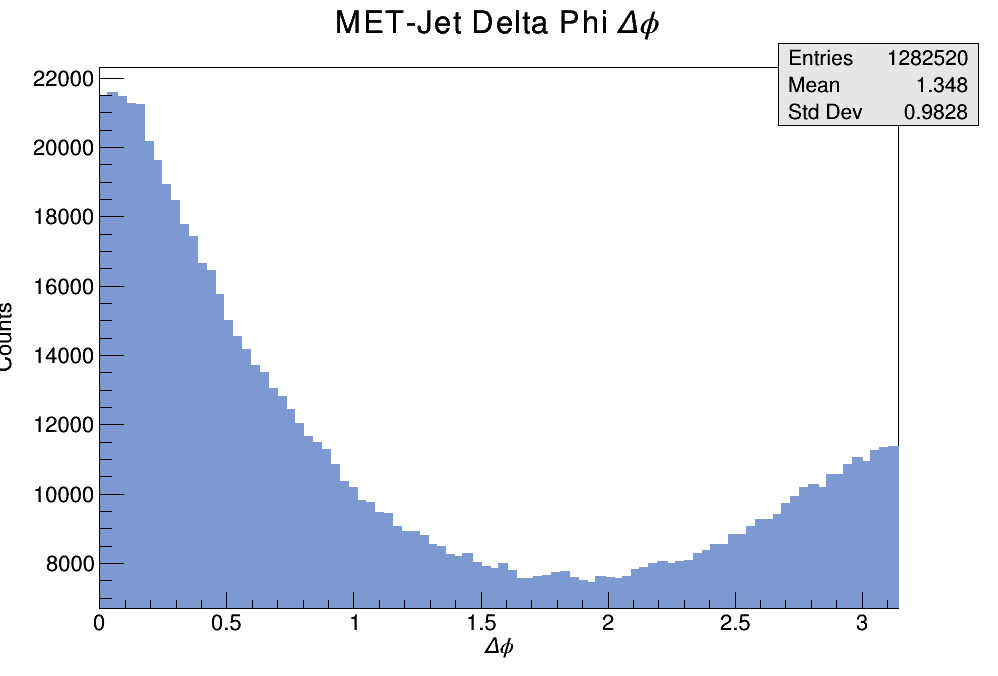 MET-Jet Delta Phi Δϕ
Entries 1282520
Mean 1.348
Std Dev 0.9828
22000
20000
18000
16000
14000
12000
10000
8000
Counts
0 0.5 1 1.5 2 2.5 3
Δϕ